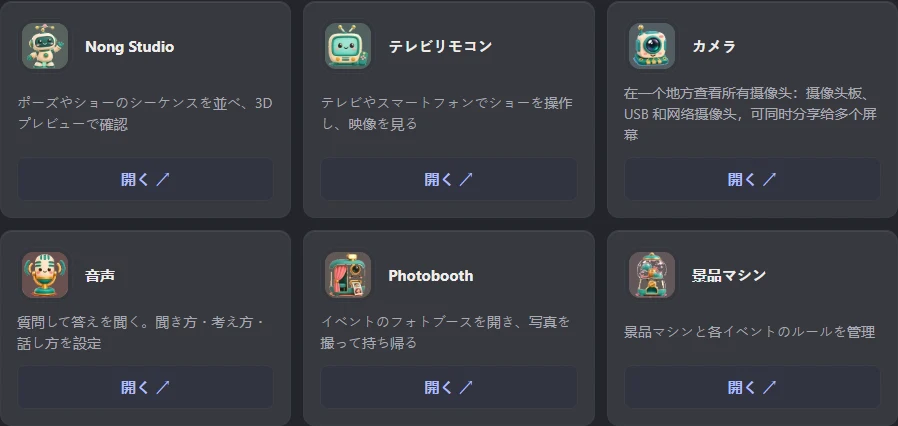 Nong Studio
ポーズやショーのシーケンスを並べ、3D
プレビューで確認
開く ↗
テレビリモコン
テレビやスマートフォンでショーを操作
し、映像を見る
開く ↗
カメラ
在一个地方查看所有摄像头：摄像头板、
USB 和网络摄像头，可同时分享给多个屏
幕
開く ↗
音声
質問して答えを聞く。聞き方・考え方・
話し方を設定
開く ↗
Photobooth
イベントのフォトブースを開き、写真を
撮って持ち帰る
開く ↗
景品マシン
景品マシンと各イベントのルールを管理
開く ↗